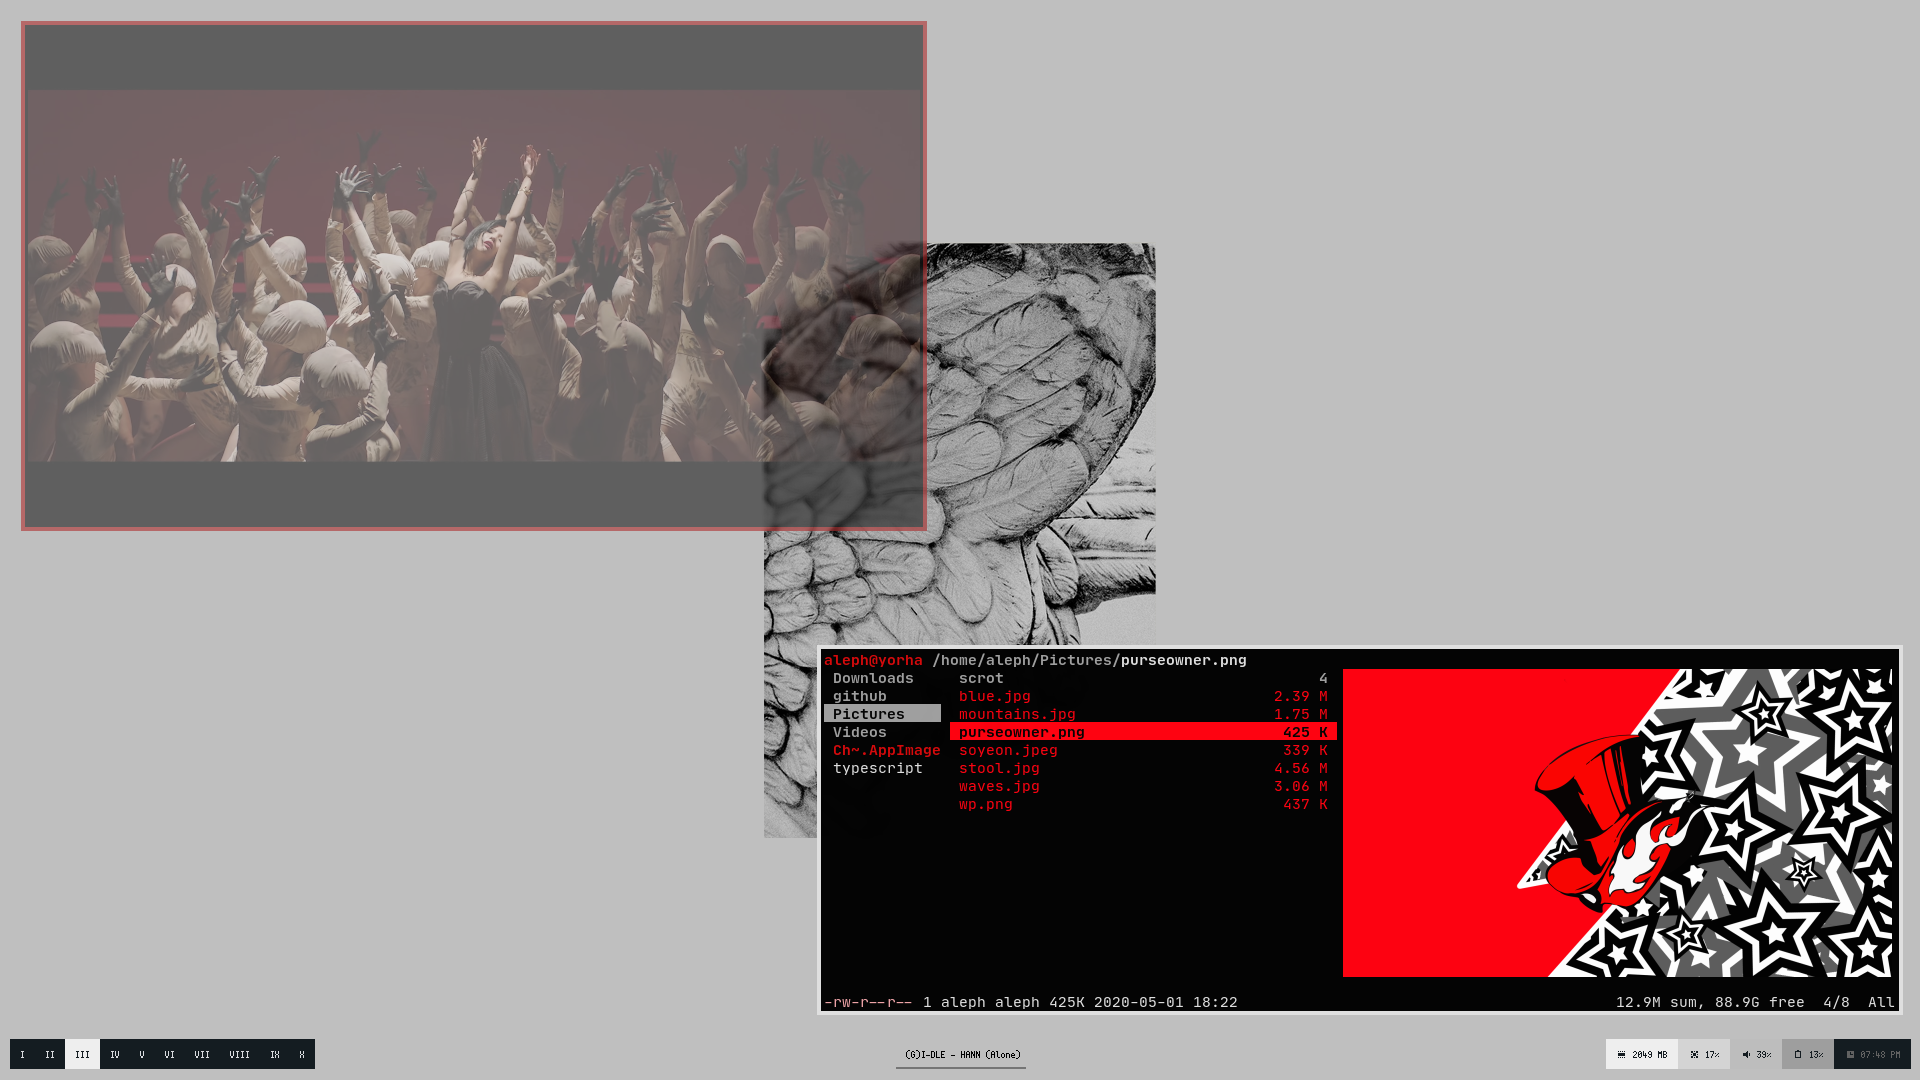 aleph@yorha /home/aleph/Pictures/purseowner.png
Downloads scrot 4
github blue.jpg 2.39 M
Pictures mountains.jpg 1.75 M
Videos purseowner.png 425 K
Ch~.AppImage soyeon.jpeg 339 K
typescript stool.jpg 4.56 M
waves.jpg 3.06 M
wp.png 437 K
-rw-r--r-- 1 aleph aleph 425K 2020-05-01 18:22 12.9M sum, 88.9G free 4/8 All
I II III IV V VI VII VIII IX X (G)I-DLE - HANN (Alone) 2049 MB 17% 39% 13% 07:48 PM